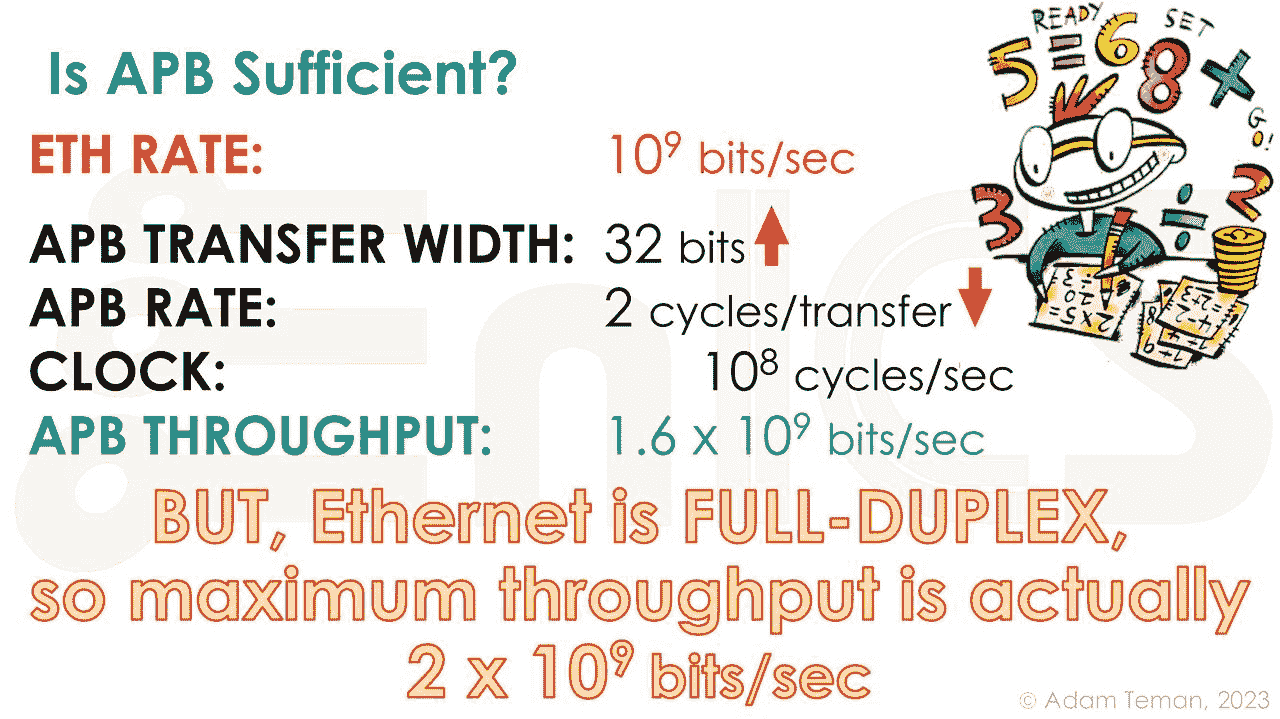 Is APB Sufficient?
ETH RATE: 10⁹ bits/sec
APB TRANSFER WIDTH: 32 bits
APB RATE: 2 cycles/transfer
CLOCK: 10⁸ cycles/sec
APB THROUGHPUT: 1.6 x 10⁹ bits/sec
BUT, Ethernet is FULL-DUPLEX,
so maximum throughput is actually
2 x 10⁹ bits/sec
READY SET
GO!
5 = 6 8 +
3 ÷ 2
EnICS
© Adam Teman, 2023